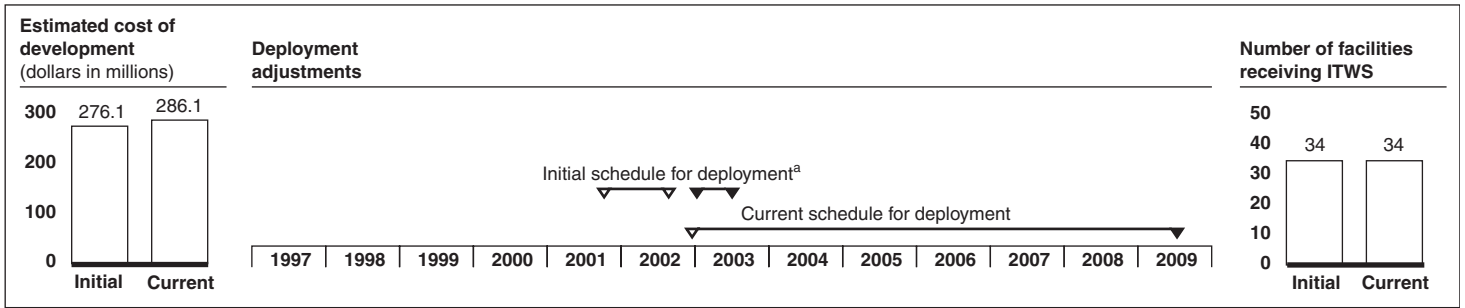 Estimated cost of
development
(dollars in millions)
300
200
100
0
276.1
286.1
Initial
Current
Deployment
adjustments
Initial schedule for deploymentᵃ
Current schedule for deployment
1997 1998 1999 2000 2001 2002 2003 2004 2005 2006 2007 2008 2009
Number of facilities
receiving ITWS
50
40
30
20
10
0
34
34
Initial
Current